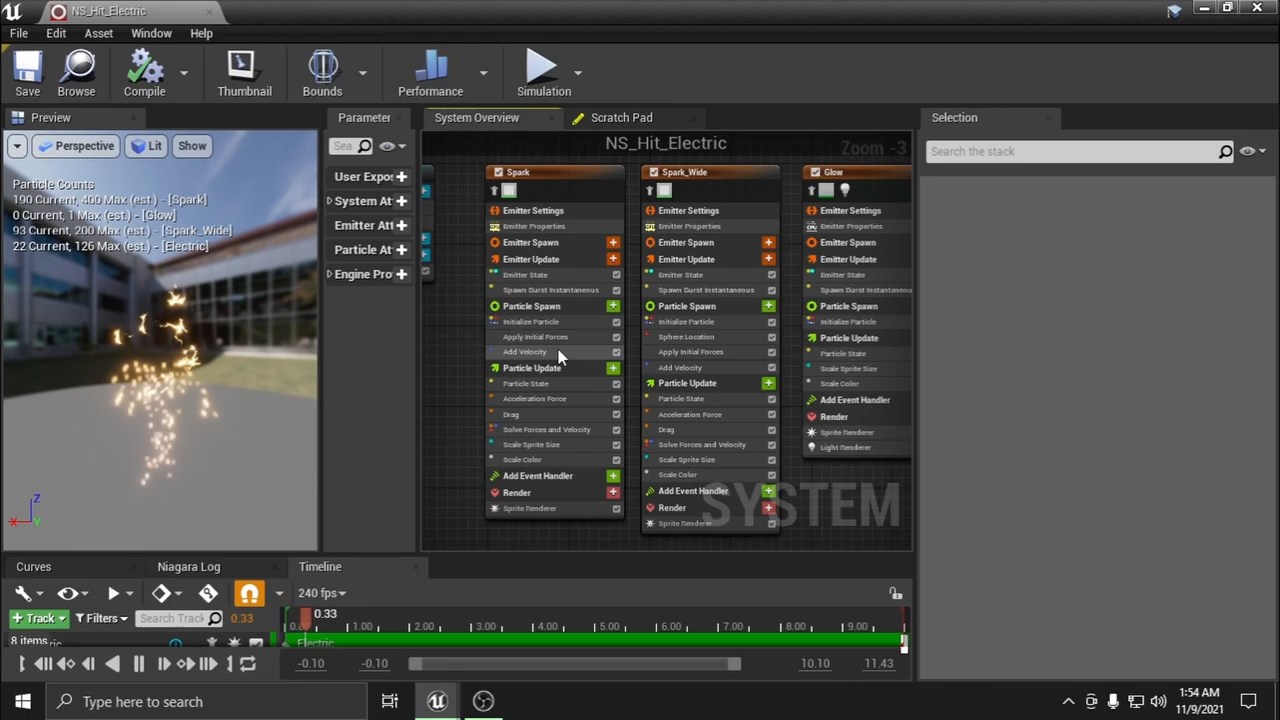 NS_Hit_Electric
File Edit Asset Window Help
Save Browse Compile Thumbnail Bounds Performance Simulation
Preview Parameter System Overview Scratch Pad Selection
Perspective Lit Show
NS_Hit_Electric
Zoom -3
Search the stack
Particle Counts
190 Current, 400 Max (est.) - [Spark]
0 Current, 1 Max (est.) - [Glow]
93 Current, 200 Max (est.) - [Spark_Wide]
22 Current, 126 Max (est.) - [Electric]
Z
X
Y
Sea
User Expos
System At
Emitter Att
Particle At
Engine Pro
Spark
Emitter Settings
Emitter Properties
Emitter Spawn
Emitter Update
Emitter State
Spawn Burst Instantaneous
Particle Spawn
Initialize Particle
Apply Initial Forces
Add Velocity
Particle Update
Particle State
Acceleration Force
Drag
Solve Forces and Velocity
Scale Sprite Size
Scale Color
Add Event Handler
Render
Sprite Renderer
Spark_Wide
Emitter Settings
Emitter Properties
Emitter Spawn
Emitter Update
Emitter State
Spawn Burst Instantaneous
Particle Spawn
Initialize Particle
Sphere Location
Apply Initial Forces
Add Velocity
Particle Update
Particle State
Acceleration Force
Drag
Solve Forces and Velocity
Scale Sprite Size
Scale Color
Add Event Handler
Render
Sprite Renderer
Glow
Emitter Settings
Emitter Properties
Emitter Spawn
Emitter Update
Emitter State
Spawn Burst Instantaneou
Particle Spawn
Initialize Particle
Particle Update
Particle State
Scale Sprite Size
Scale Color
Add Event Handler
Render
Sprite Renderer
Light Renderer
SYSTEM
Curves Niagara Log Timeline
240 fps
Track Filters Search Track 0.33
0.33
1.00 2.00 3.00 4.00 5.00 6.00 7.00 8.00 9.00
8 items
Electric
-0.10 -0.10 10.10 11.43
Type here to search
1:54 AM
11/9/2021